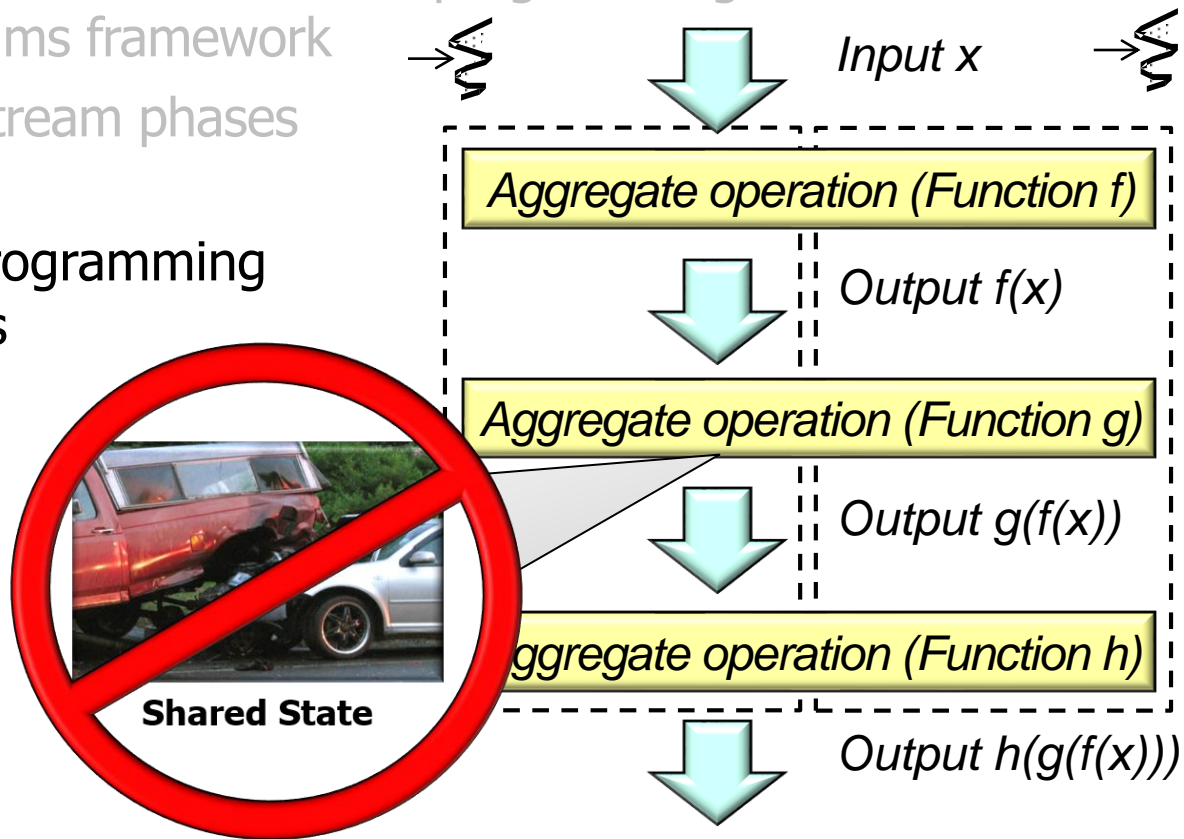 ms framework
tream phases
rogramming
s
Input x
Aggregate operation (Function f)
Output f(x)
Aggregate operation (Function g)
Output g(f(x))
ggregate operation (Function h)
Output h(g(f(x)))
Shared State